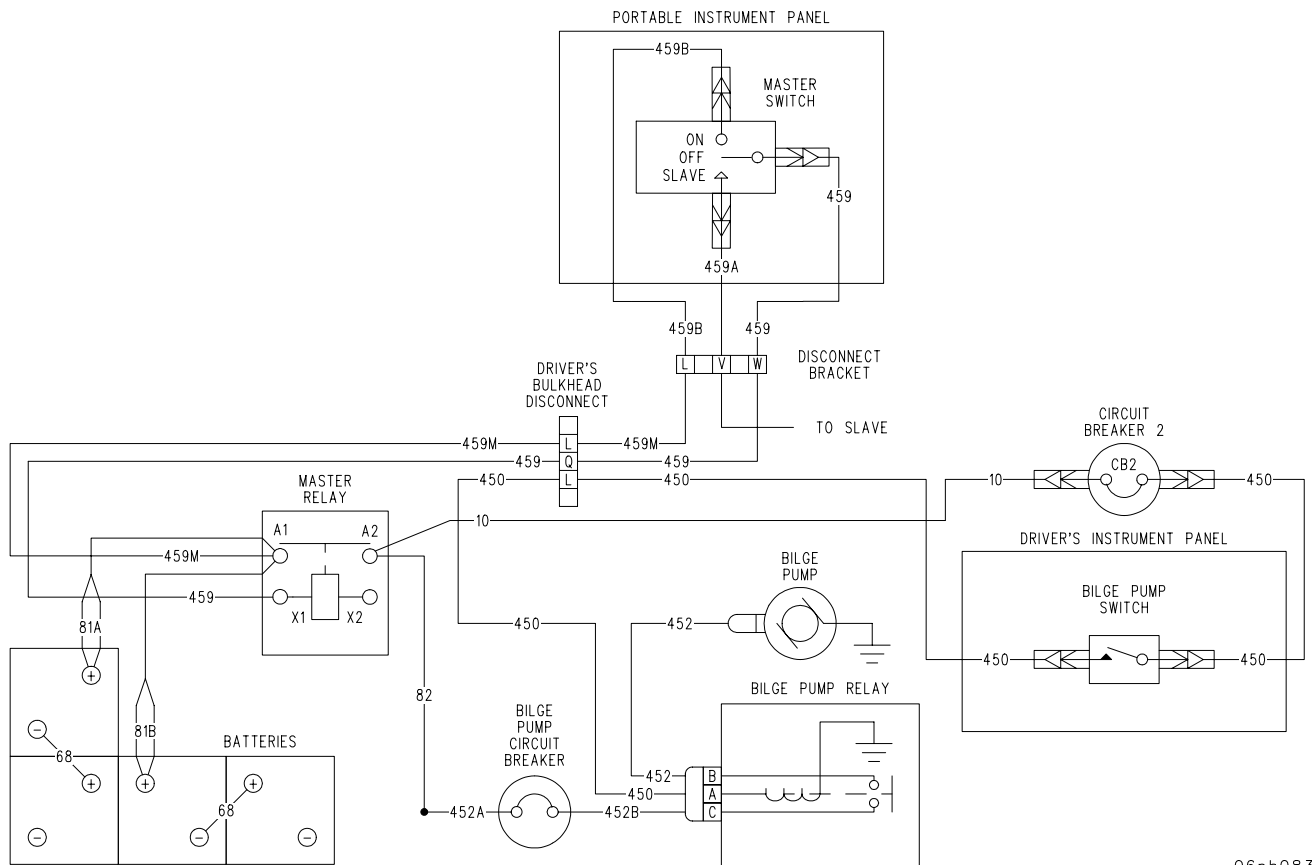 PORTABLE INSTRUMENT PANEL
459B
MASTER
SWITCH
ON
OFF
SLAVE
459
459A
459B
459
L V W
DISCONNECT
BRACKET
DRIVER'S
BULKHEAD
DISCONNECT
TO SLAVE
CIRCUIT
BREAKER 2
CB2
459M
L
459M
459
Q
459
450
L
450
10
450
MASTER
RELAY
A1
A2
10
DRIVER'S INSTRUMENT PANEL
459M
BILGE
PUMP
BILGE PUMP
SWITCH
459
X1
X2
81A
450
452
450
450
82
BILGE PUMP RELAY
81B
BATTERIES
BILGE
PUMP
CIRCUIT
BREAKER
68
452
B
450
A
68
452A
452B
C